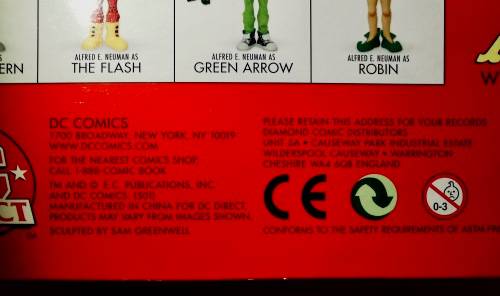 ALFRED E. NEUMAN AS
THE FLASH
ALFRED E. NEUMAN AS
GREEN ARROW
ALFRED E. NEUMAN AS
ROBIN
ERN
DC COMICS
1700 BROADWAY, NEW YORK, NY 10019
WWW.DCCOMICS.COM
FOR THE NEAREST COMICS SHOP,
CALL 1-888-COMIC BOOK
TM AND © E.C. PUBLICATIONS, INC.
AND DC COMICS. (S01)
MANUFACTURED IN CHINA FOR DC DIRECT.
PRODUCTS MAY VARY FROM IMAGES SHOWN.
SCULPTED BY SAM GREENWELL
PLEASE RETAIN THIS ADDRESS FOR YOUR RECORDS
DIAMOND COMIC DISTRIBUTORS
UNIT • CAUSEWAY PARK INDUSTRIAL ESTATE
WILDERSPOOL CAUSEWAY • WARRINGTON
CHESHIRE WA4 ENGLAND
CE
0-3
CONFORMS TO THE SAFETY REQUIREMENTS OF ASTM
CT
TM
W